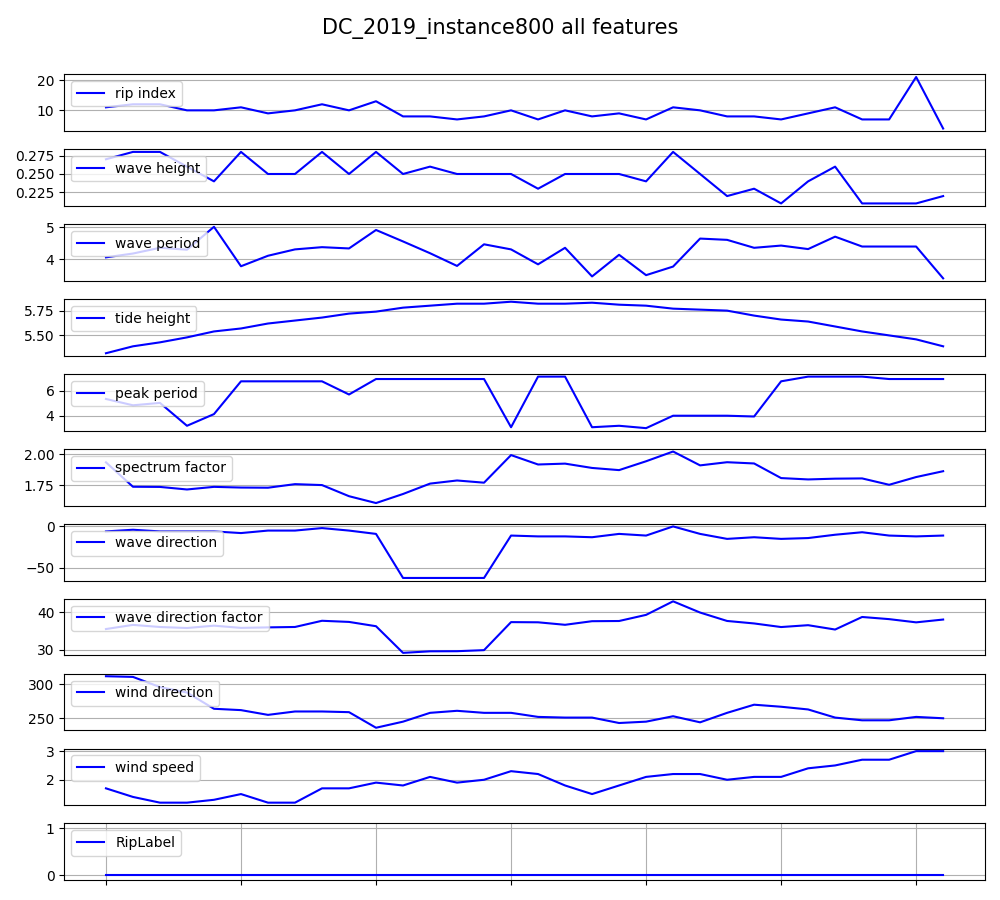 DC_2019_instance800 all features
20
10
rip index
0.275
0.250
0.225
wave height
5
4
wave period
5.75
5.50
tide height
6
4
peak period
2.00
1.75
spectrum factor
0
−50
wave direction
40
30
wave direction factor
300
250
wind direction
3
2
wind speed
1
0
RipLabel